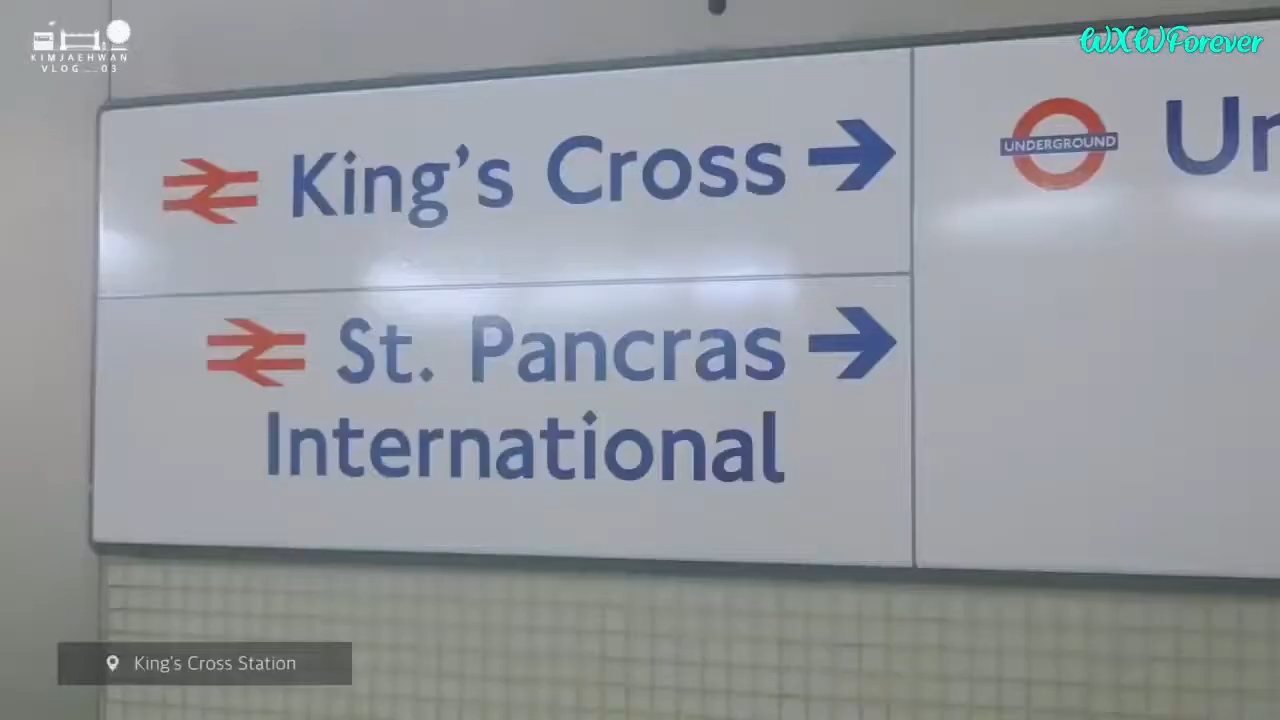 KIMJAEHWAN
VLOG 03
WXWForever
King's Cross
UNDERGROUND
St. Pancras
International
King's Cross Station